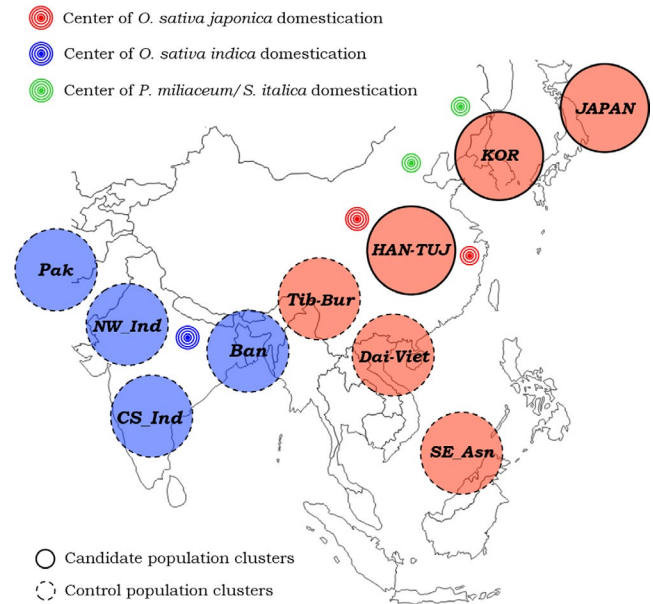 Center of O. sativa japonica domestication
Center of O. sativa indica domestication
Center of P. miliaceum/S. italica domestication
JAPAN
KOR
HAN-TUJ
Pak
Tib-Bur
NW_Ind
Ban
Dai-Viet
CS_Ind
SE_Asn
Candidate population clusters
Control population clusters